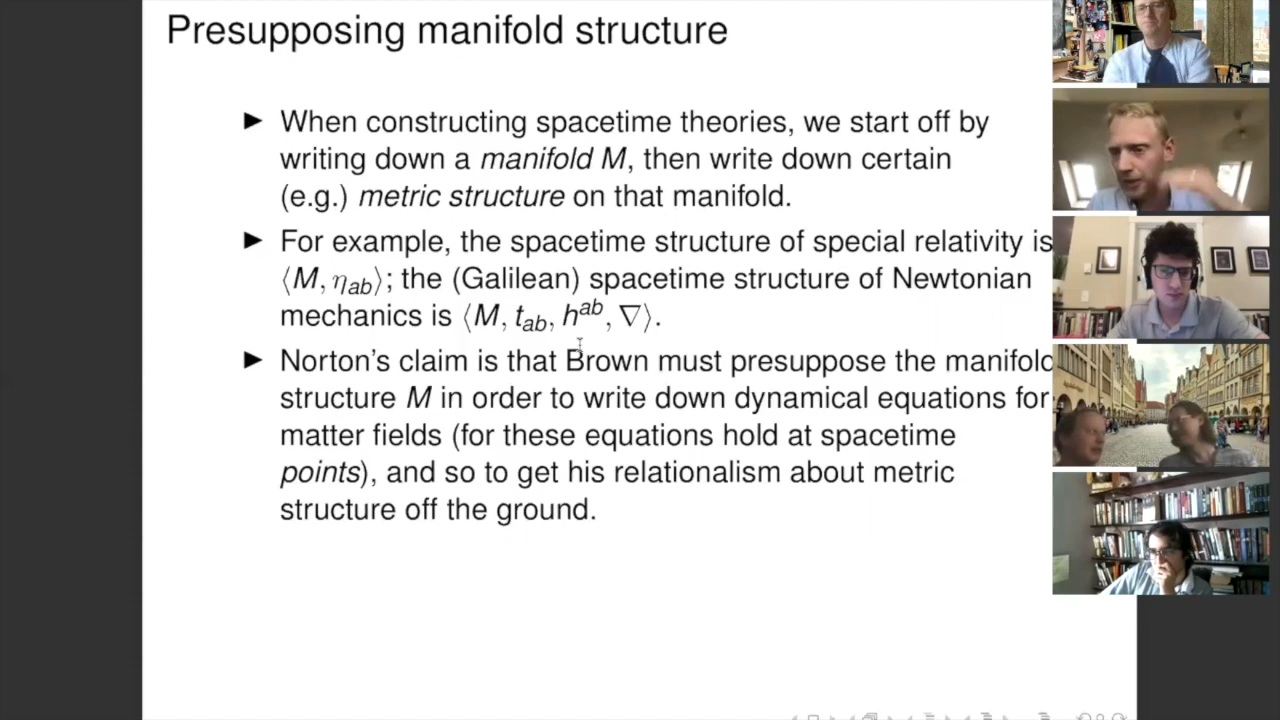 Presupposing manifold structure
► When constructing spacetime theories, we start off by
writing down a manifold M, then write down certain
(e.g.) metric structure on that manifold.
► For example, the spacetime structure of special relativity is
⟨M, η_ab⟩; the (Galilean) spacetime structure of Newtonian
mechanics is ⟨M, t_ab, h^ab, ∇⟩.
► Norton's claim is that Brown must presuppose the manifold
structure M in order to write down dynamical equations for
matter fields (for these equations hold at spacetime
points), and so to get his relationalism about metric
structure off the ground.